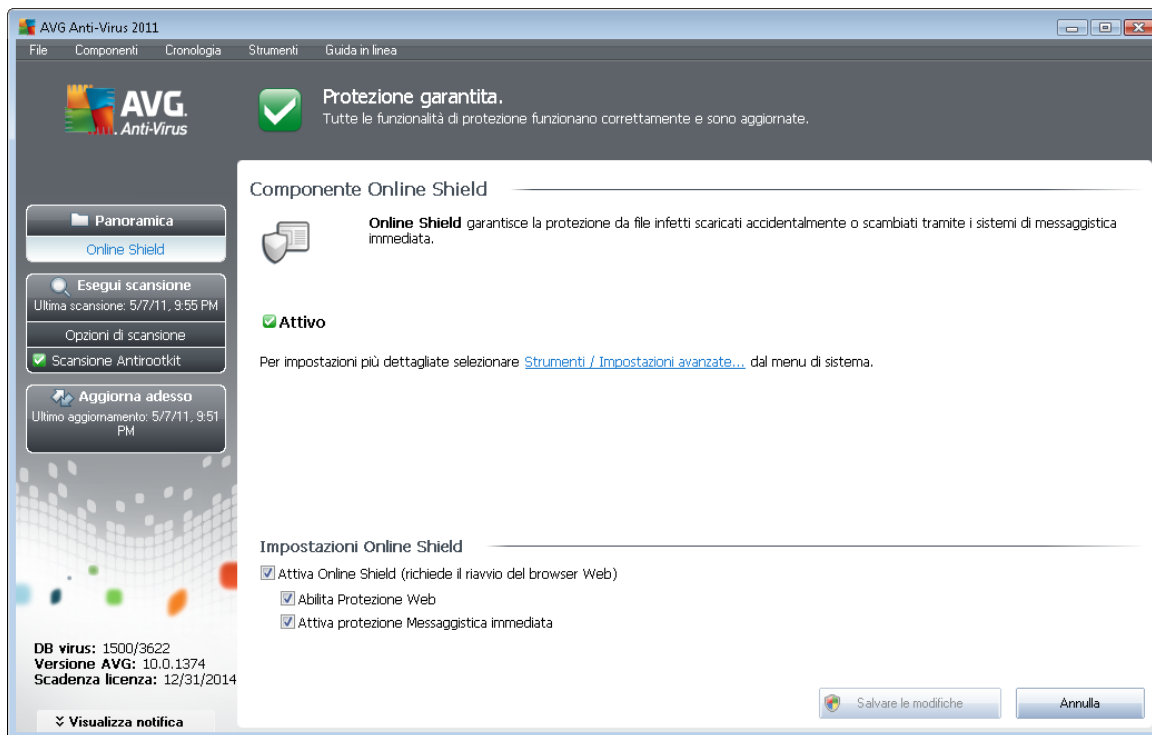 AVG Anti-Virus 2011
File Componenti Cronologia Strumenti Guida in linea
AVG.
Anti-Virus
Protezione garantita.
Tutte le funzionalità di protezione funzionano correttamente e sono aggiornate.
Panoramica
Online Shield
Esegui scansione
Ultima scansione: 5/7/11, 9:55 PM
Opzioni di scansione
Scansione Antirootkit
Aggiorna adesso
Ultimo aggiornamento: 5/7/11, 9:51
PM
DB virus: 1500/3622
Versione AVG: 10.0.1374
Scadenza licenza: 12/31/2014
Visualizza notifica
Componente Online Shield
Online Shield garantisce la protezione da file infetti scaricati accidentalmente o scambiati tramite i sistemi di messaggistica
immediata.
Attivo
Per impostazioni più dettagliate selezionare Strumenti / Impostazioni avanzate... dal menu di sistema.
Impostazioni Online Shield
Attiva Online Shield (richiede il riavvio del browser Web)
Abilita Protezione Web
Attiva protezione Messaggistica immediata
Salvare le modifiche Annulla